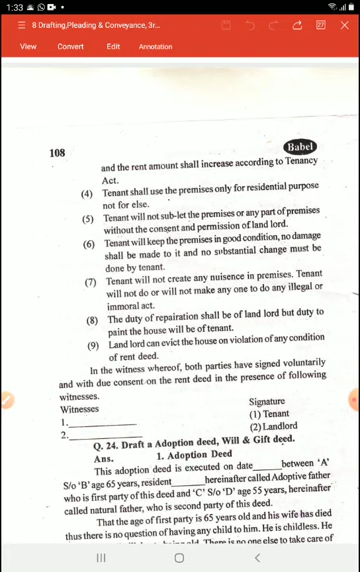 1:33
8 Drafting,Pleading & Conveyance, 3r...
27
View Convert Edit Annotation
108 Babel
and the rent amount shall increase according to Tenancy
Act.
(4) Tenant shall use the premises only for residential purpose
not for else.
(5) Tenant will not sub-let the premises or any part of premises
without the consent and permission of land lord.
(6) Tenant will keep the premises in good condition, no damage
shall be made to it and no substantial change must be
done by tenant.
(7) Tenant will not create any nuisence in premises. Tenant
will not do or will not make any one to do any illegal or
immoral act.
(8) The duty of repairation shall be of land lord but duty to
paint the house will be of tenant.
(9) Land lord can evict the house on violation of any condition
of rent deed.
In the witness whereof, both parties have signed voluntarily
and with due consent on the rent deed in the presence of following
witnesses.
Witnesses Signature
1.____________ (1) Tenant
2.____________ (2) Landlord
Q. 24. Draft a Adoption deed, Will & Gift deed.
Ans. 1. Adoption Deed
This adoption deed is executed on date_____between ‘A’
S/o ‘B’ age 65 years, resident_____hereinafter called Adoptive father
who is first party of this deed and ‘C’ S/o ‘D’ age 55 years, hereinafter
called natural father, who is second party of this deed.
That the age of first party is 65 years old and his wife has died
thus there is no question of having any child to him. He is childless. He
old. There is no one else to take care of